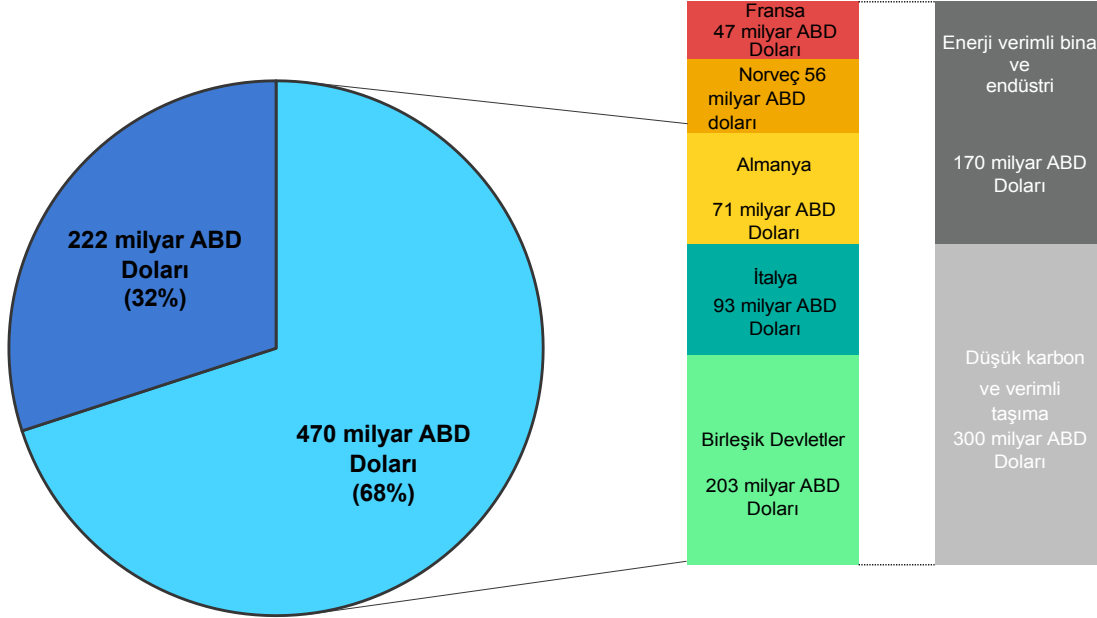 222 milyar ABD
Doları
(32%)
470 milyar ABD
Doları
(68%)
Fransa
47 milyar ABD
Doları
Norveç 56
milyar ABD
doları
Almanya
71 milyar ABD
Doları
İtalya
93 milyar ABD
Doları
Birleşik Devletler
203 milyar ABD
Doları
Enerji verimli bina
ve
endüstri
170 milyar ABD
Doları
Düşük karbon
ve verimli
taşıma
300 milyar ABD
Doları